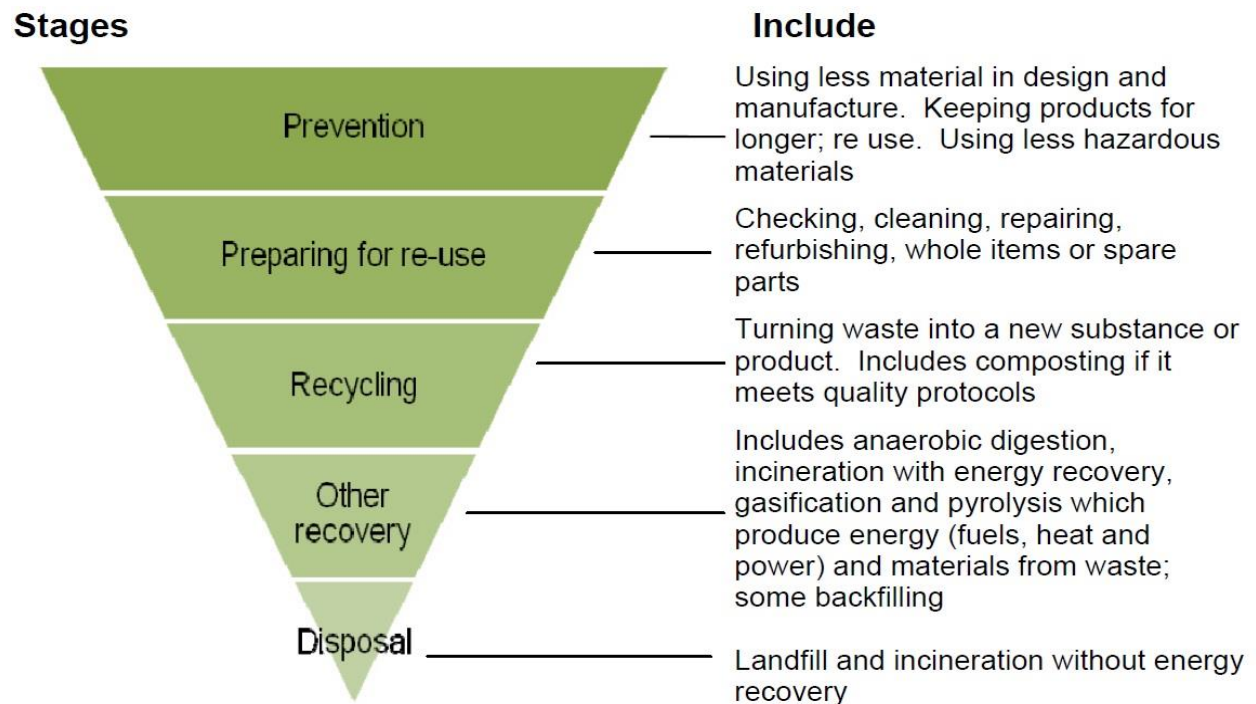 Stages
Include
Prevention
Using less material in design and
manufacture. Keeping products for
longer; re use. Using less hazardous
materials
Preparing for re-use
Checking, cleaning, repairing,
refurbishing, whole items or spare
parts
Recycling
Turning waste into a new substance or
product. Includes composting if it
meets quality protocols
Other
recovery
Includes anaerobic digestion,
incineration with energy recovery,
gasification and pyrolysis which
produce energy (fuels, heat and
power) and materials from waste;
some backfilling
Disposal
Landfill and incineration without energy
recovery